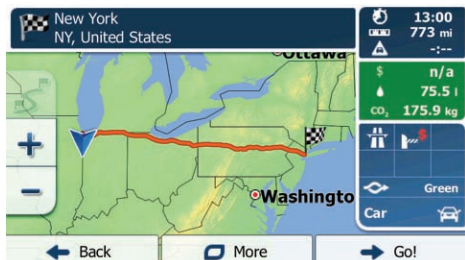 New York
NY, United States
13:00
773 mi
-:--
$ n/a
75.5 l
CO₂ 175.9 kg
Ottawa
Washingto
$
Green
Car
+
–
Back
More
Go!